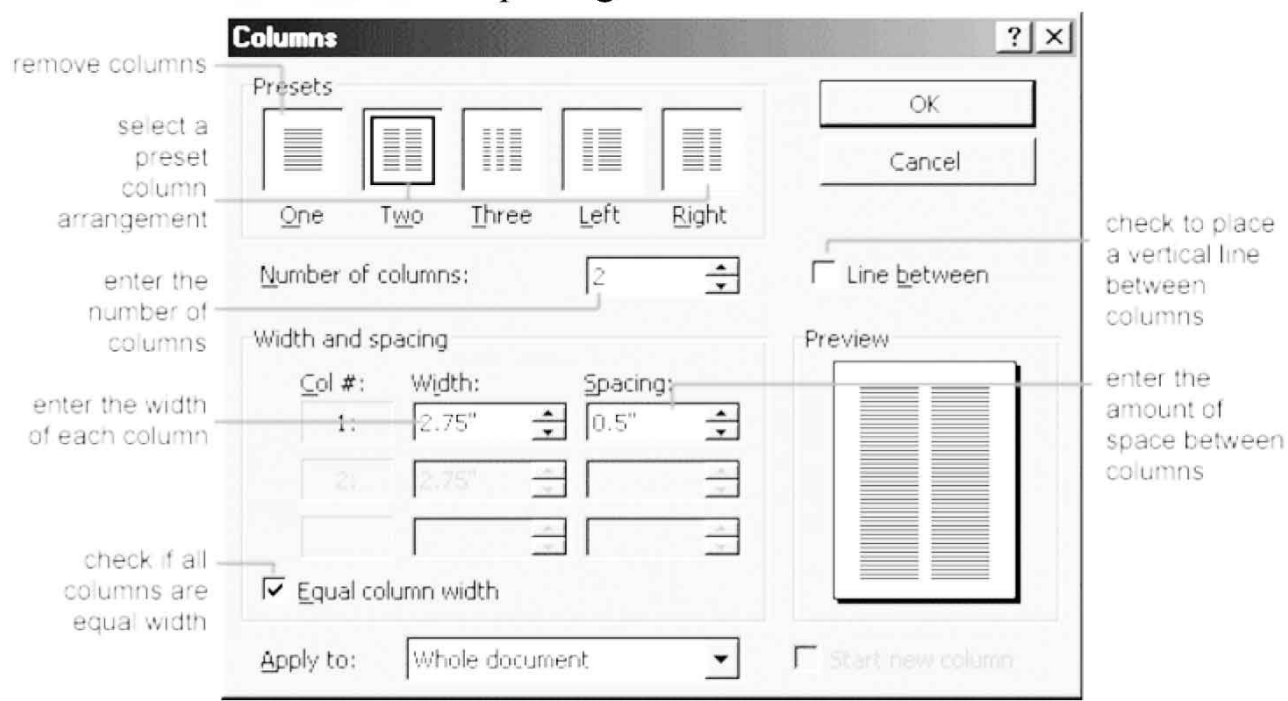 Columns
remove columns
Presets
OK
select a
preset
column
arrangement
Cancel
One Two Three Left Right
check to place
a vertical line
between
columns
enter the
number of
columns
Number of columns: 2
Line between
Width and spacing
Preview
Col #: Width: Spacing:
enter the width
of each column
1: 2.75" 0.5"
enter the
amount of
space between
columns
2: 2.75"
check if all
columns are
equal width
Equal column width
Apply to: Whole document
Start new column